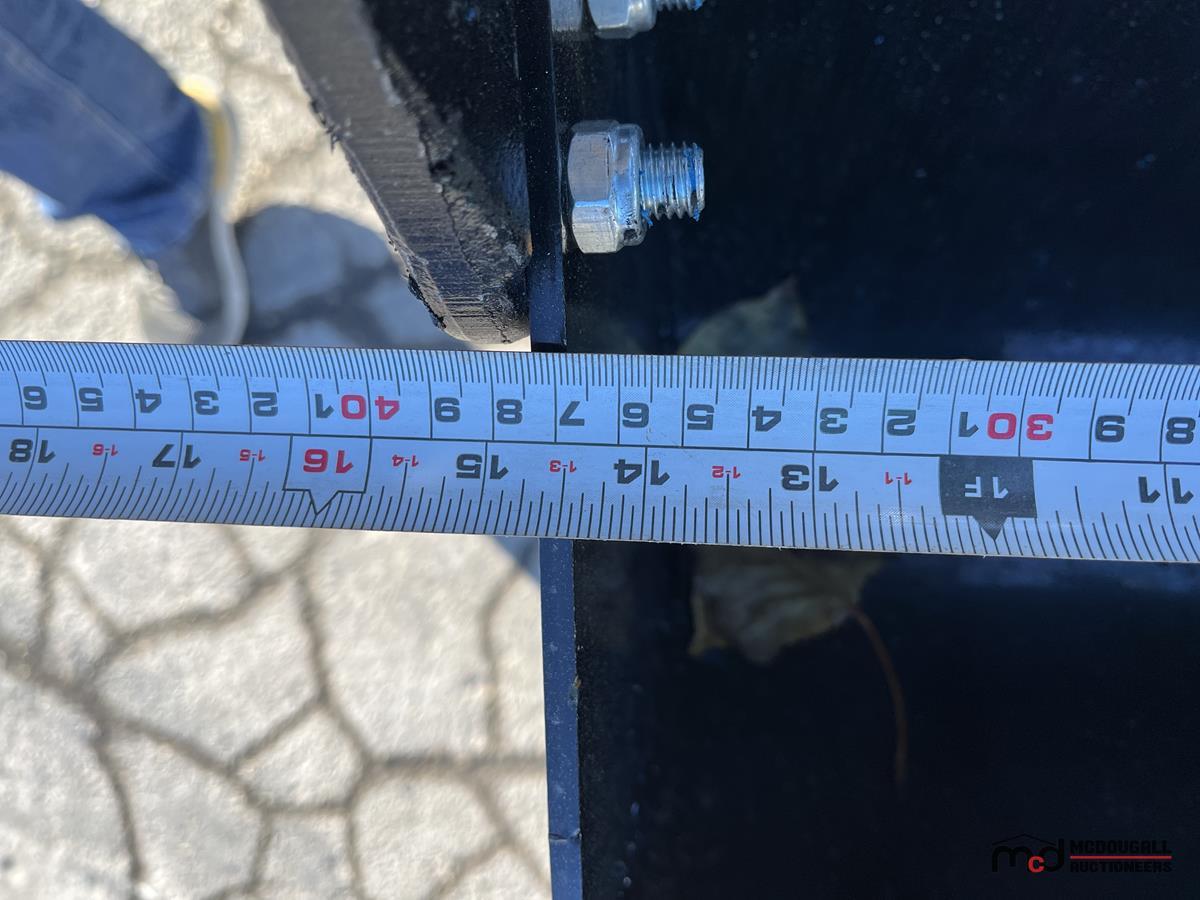 11 1F 1-1 13 1-2 14 1-3 15 1-4 16 1-5 17 1-6 18
8 9 30 1 2 3 4 5 6 7 8 9 40 1 2 3 4 5 6
mcd MCDOUGALL
AUCTIONEERS